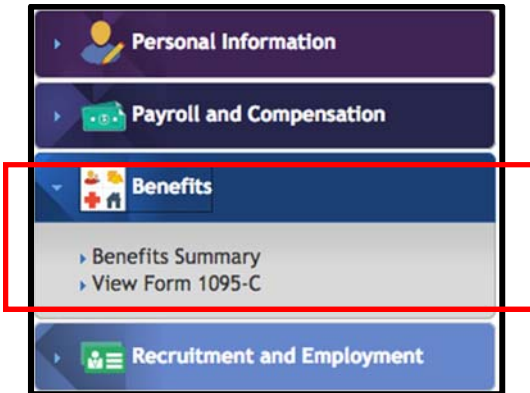 Personal Information
Payroll and Compensation
Benefits
Benefits Summary
View Form 1095-C
Recruitment and Employment